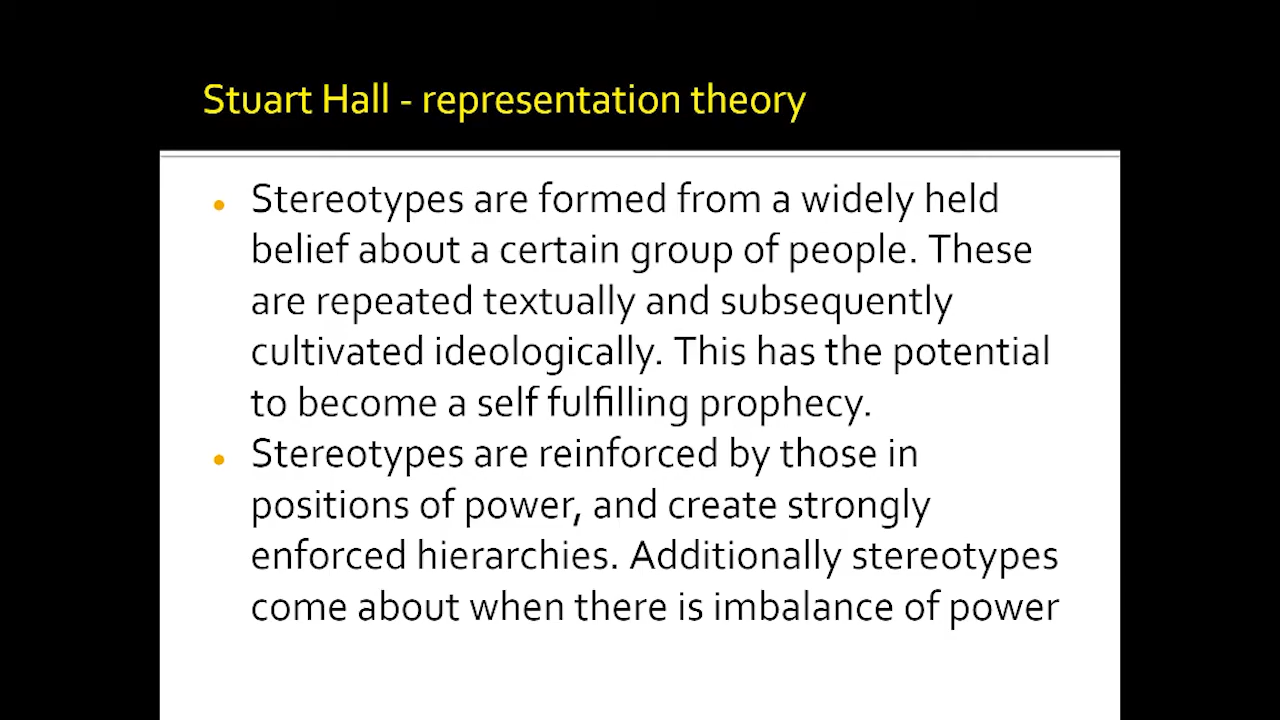 Stuart Hall - representation theory
• Stereotypes are formed from a widely held
belief about a certain group of people. These
are repeated textually and subsequently
cultivated ideologically. This has the potential
to become a self fulfilling prophecy.
• Stereotypes are reinforced by those in
positions of power, and create strongly
enforced hierarchies. Additionally stereotypes
come about when there is imbalance of power